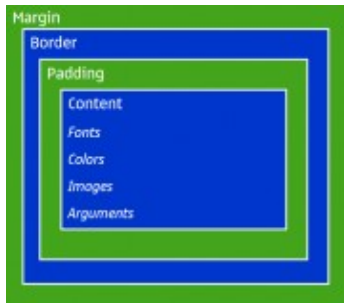 Margin
Border
Padding
Content
Fonts
Colors
Images
Arguments